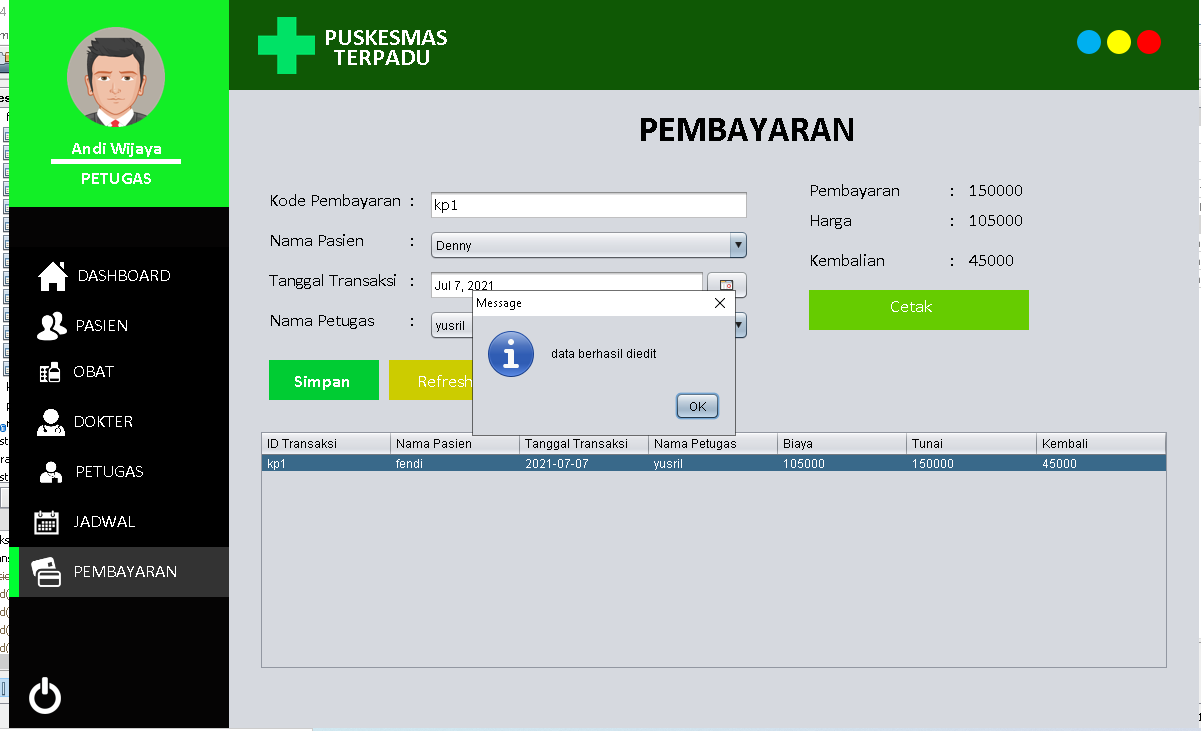 PUSKESMAS
TERPADU
Andi Wijaya
PETUGAS
DASHBOARD
PASIEN
OBAT
DOKTER
PETUGAS
JADWAL
PEMBAYARAN
PEMBAYARAN
Kode Pembayaran : kp1
Nama Pasien : Denny
Tanggal Transaksi : Jul 7, 2021
Nama Petugas : yusril
Pembayaran : 150000
Harga : 105000
Kembalian : 45000
Cetak
Simpan Refresh
Message
data berhasil diedit
OK
ID Transaksi Nama Pasien Tanggal Transaksi Nama Petugas Biaya Tunai Kembali
kp1 fendi 2021-07-07 yusril 105000 150000 45000